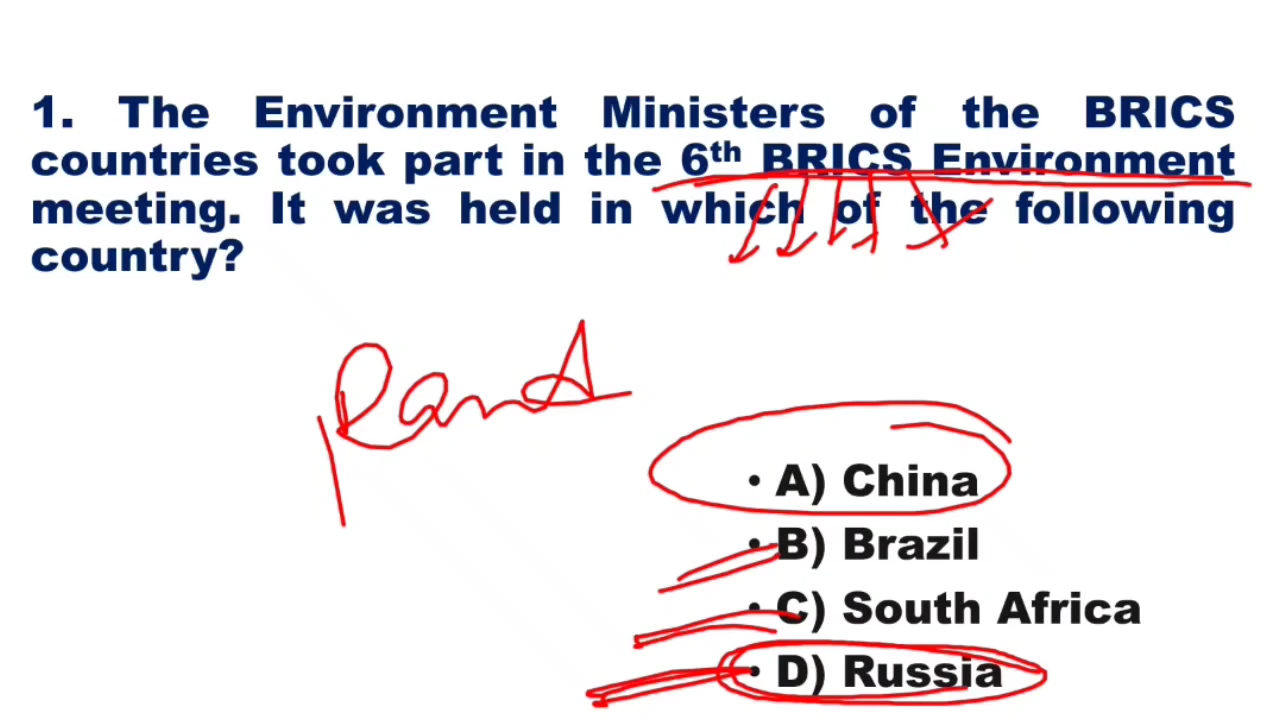 1. The Environment Ministers of the BRICS
countries took part in the 6th BRICS Environment
meeting. It was held in which of the following
country?
• A) China
• B) Brazil
• C) South Africa
• D) Russia